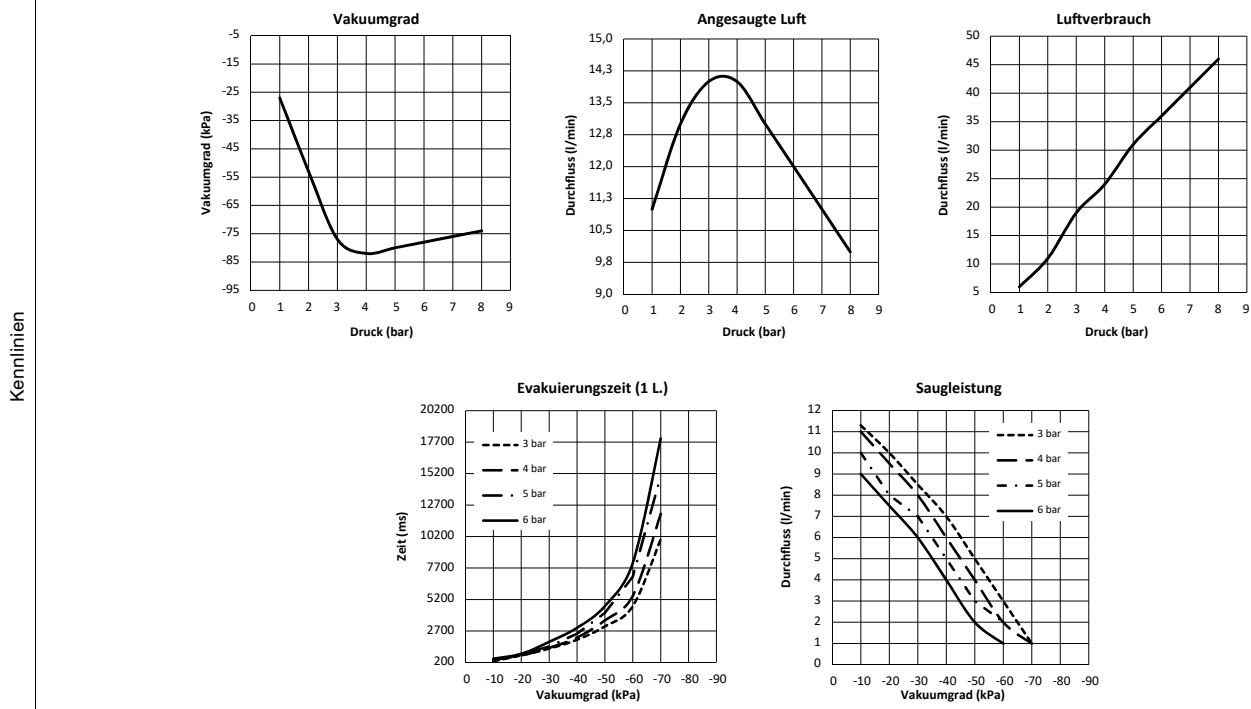 Kennlinien
Vakuumgrad
Vakuumgrad (kPa)
-5
-15
-25
-35
-45
-55
-65
-75
-85
-95
0 1 2 3 4 5 6 7 8 9
Druck (bar)
Angesaugte Luft
Durchfluss (l/min)
15,0
14,3
13,5
12,8
12,0
11,3
10,5
9,8
9,0
0 1 2 3 4 5 6 7 8 9
Druck (bar)
Luftverbrauch
Durchfluss (l/min)
50
45
40
35
30
25
20
15
10
5
0 1 2 3 4 5 6 7 8 9
Druck (bar)
Evakuierungszeit (1 L.)
Zeit (ms)
20200
17700
15200
12700
10200
7700
5200
2700
200
3 bar
4 bar
5 bar
6 bar
0 -10 -20 -30 -40 -50 -60 -70 -80 -90
Vakuumgrad (kPa)
Saugleistung
Durchfluss (l/min)
12
11
10
9
8
7
6
5
4
3
2
1
0
3 bar
4 bar
5 bar
6 bar
0 -10 -20 -30 -40 -50 -60 -70 -80 -90
Vakuumgrad (kPa)